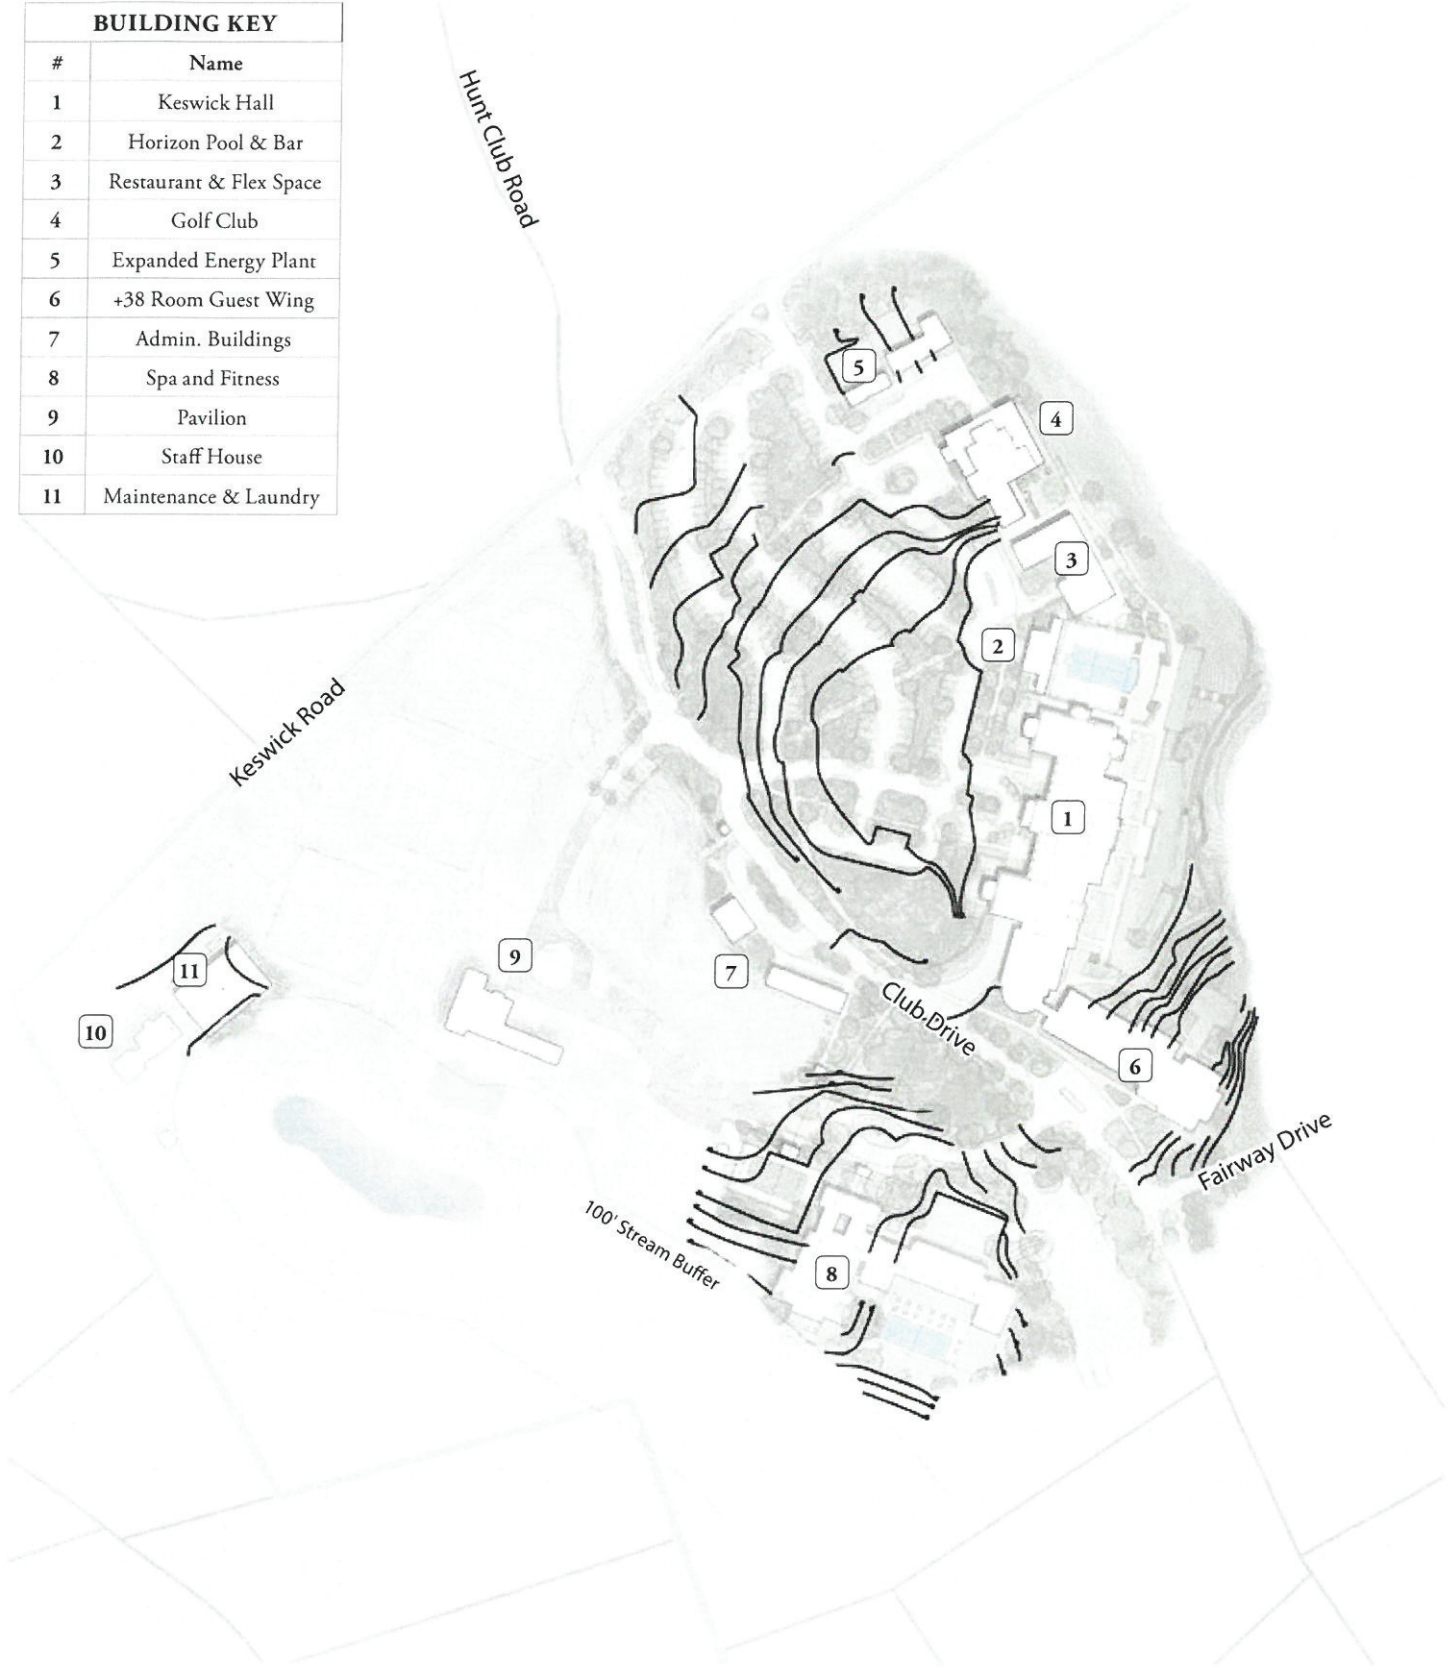 BUILDING KEY
# Name
1 Keswick Hall
2 Horizon Pool & Bar
3 Restaurant & Flex Space
4 Golf Club
5 Expanded Energy Plant
6 +38 Room Guest Wing
7 Admin. Buildings
8 Spa and Fitness
9 Pavilion
10 Staff House
11 Maintenance & Laundry
Hunt Club Road
5
4
3
2
Keswick Road
1
9
11
7
10
Club Drive
6
Fairway Drive
100' Stream Buffer
8